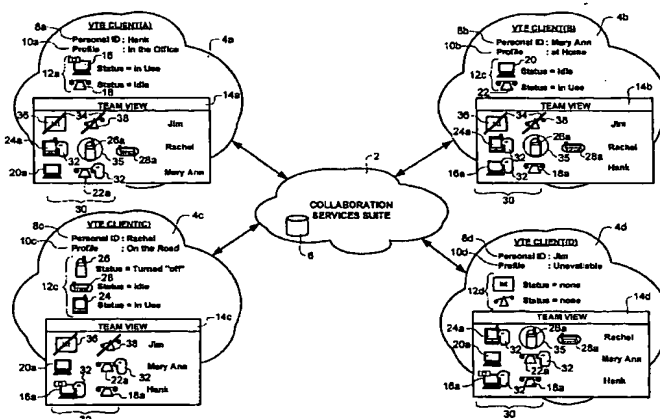 VTE CLIENT(A)
8a
Personal ID : Hank
10a
Profile : In the Office
4a
16
12a
Status = In Use
Status = Idle
18
14a
TEAM VIEW
36
34
38
Jim
24a
26a
Rachel
32
35
28a
20a
32
Mary Ann
22a
30
VTE CLIENT(B)
8b
Personal ID : Mary Ann
10b
Profile : at Home
4b
20
12c
Status = Idle
22
Status = In Use
14b
TEAM VIEW
36
34
38
Jim
24a
26a
Rachel
32
35
28a
16a
32
18a
Hank
30
2
COLLABORATION
SERVICES SUITE
6
VTE CLIENT(C)
8c
Personal ID : Rachel
10c
Profile : On the Road
4c
26
Status = Turned "off"
28
12c
Status = Idle
24
Status = In Use
14c
TEAM VIEW
36
38
Jim
20a
32
Mary Ann
22a
16a
32
18a
Hank
VTE CLIENT(D)
8d
Personal ID : Jim
10d
Profile : Unavailable
4d
12d
Status = none
Status = none
14d
TEAM VIEW
24a
26a
Rachel
32
35
28a
20a
32
Mary Ann
22a
16a
32
18a
Hank
30